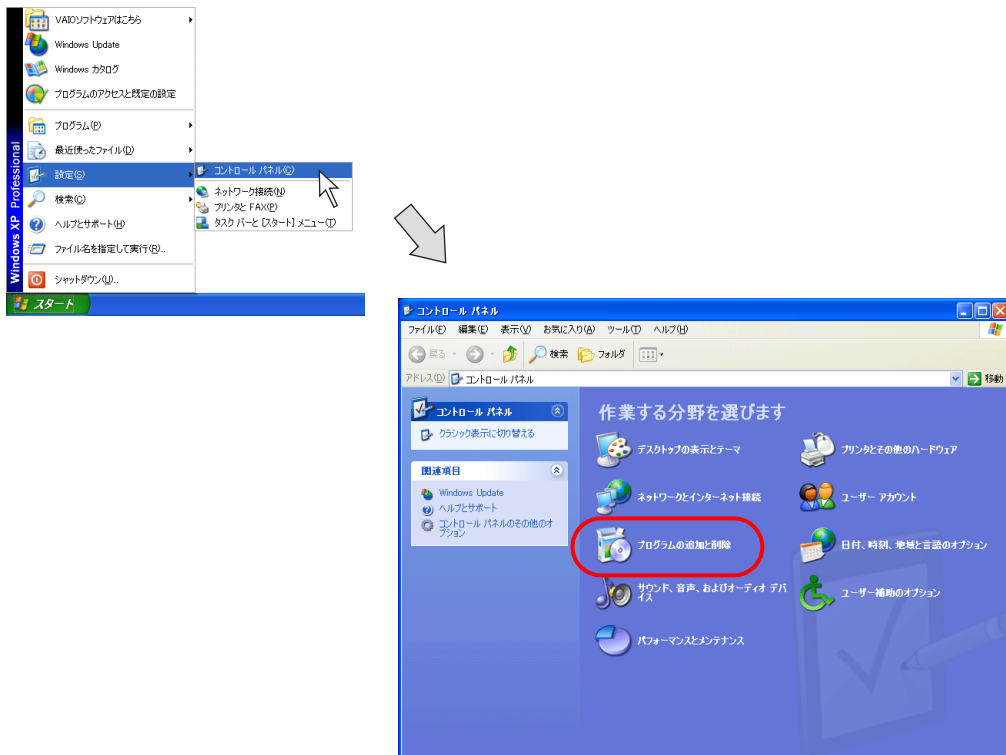 VAIOソフトウェアはこちら
Windows Update
Windows カタログ
プログラムのアクセスと既定の設定
プログラム(P)
最近使ったファイル(D)
設定(S)
検索(C)
ヘルプとサポート(H)
ファイル名を指定して実行(R)...
シャットダウン(U)...
Windows XP Professional
スタート
コントロール パネル(C)
ネットワーク接続(N)
プリンタと FAX(P)
タスク バーと [スタート] メニュー(T)
コントロール パネル
ファイル(F) 編集(E) 表示(V) お気に入り(A) ツール(T) ヘルプ(H)
戻る 検索 フォルダ
アドレス(D) コントロール パネル 移動
コントロール パネル
クラシック表示に切り替える
関連項目
Windows Update
ヘルプとサポート
コントロール パネルのその他のオ
プション
作業する分野を選びます
デスクトップの表示とテーマ
プリンタとその他のハードウェア
ネットワークとインターネット接続
ユーザー アカウント
プログラムの追加と削除
日付、時刻、地域と言語のオプション
サウンド、音声、およびオーディオ デバ
イス
ユーザー補助のオプション
パフォーマンスとメンテナンス